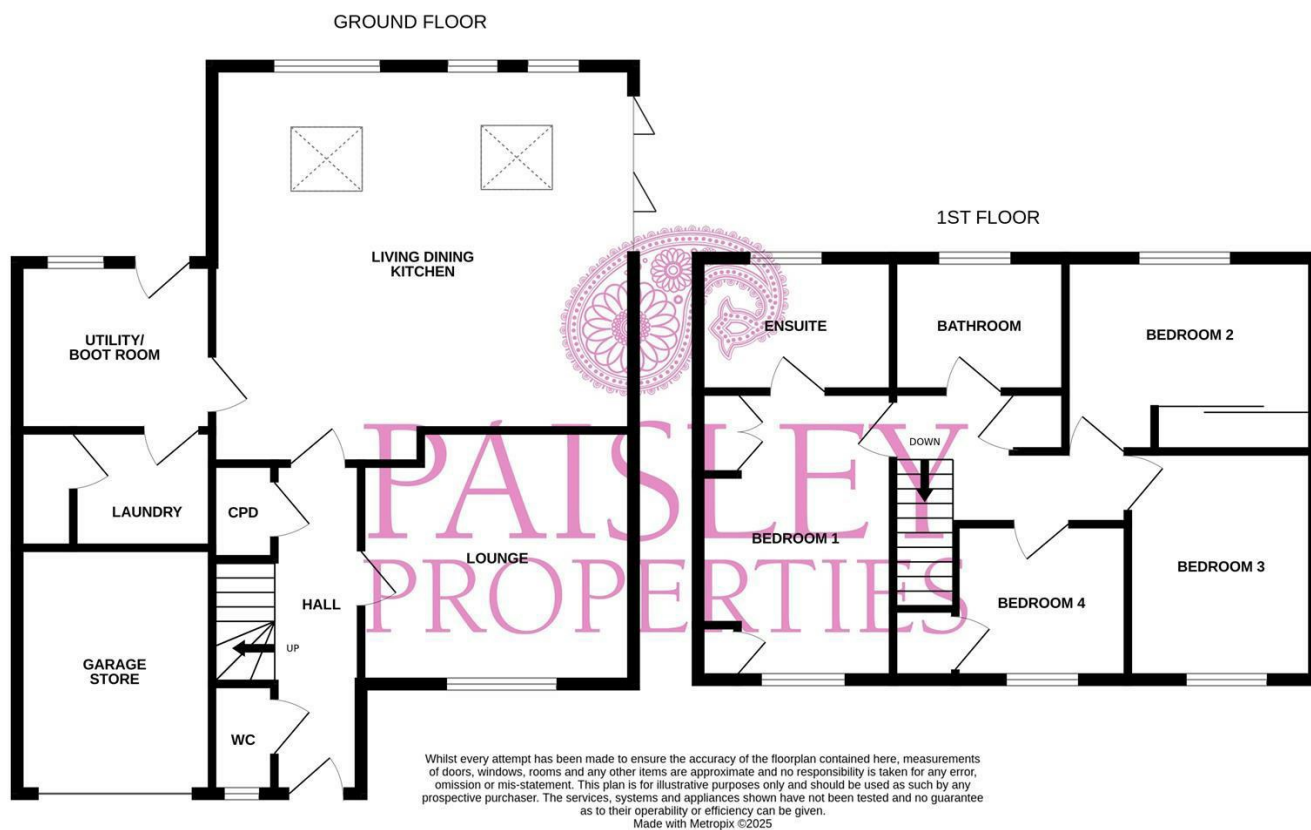 GROUND FLOOR
LIVING DINING
KITCHEN
UTILITY/
BOOT ROOM
LAUNDRY
CPD
LOUNGE
HALL
UP
GARAGE
STORE
WC
1ST FLOOR
ENSUITE
BATHROOM
BEDROOM 2
DOWN
BEDROOM 1
BEDROOM 3
BEDROOM 4
PAISLEY
PROPERTIES
Whilst every attempt has been made to ensure the accuracy of the floorplan contained here, measurements
of doors, windows, rooms and any other items are approximate and no responsibility is taken for any error,
omission or mis-statement. This plan is for illustrative purposes only and should be used as such by any
prospective purchaser. The services, systems and appliances shown have not been tested and no guarantee
as to their operability or efficiency can be given.
Made with Metropix ©2025